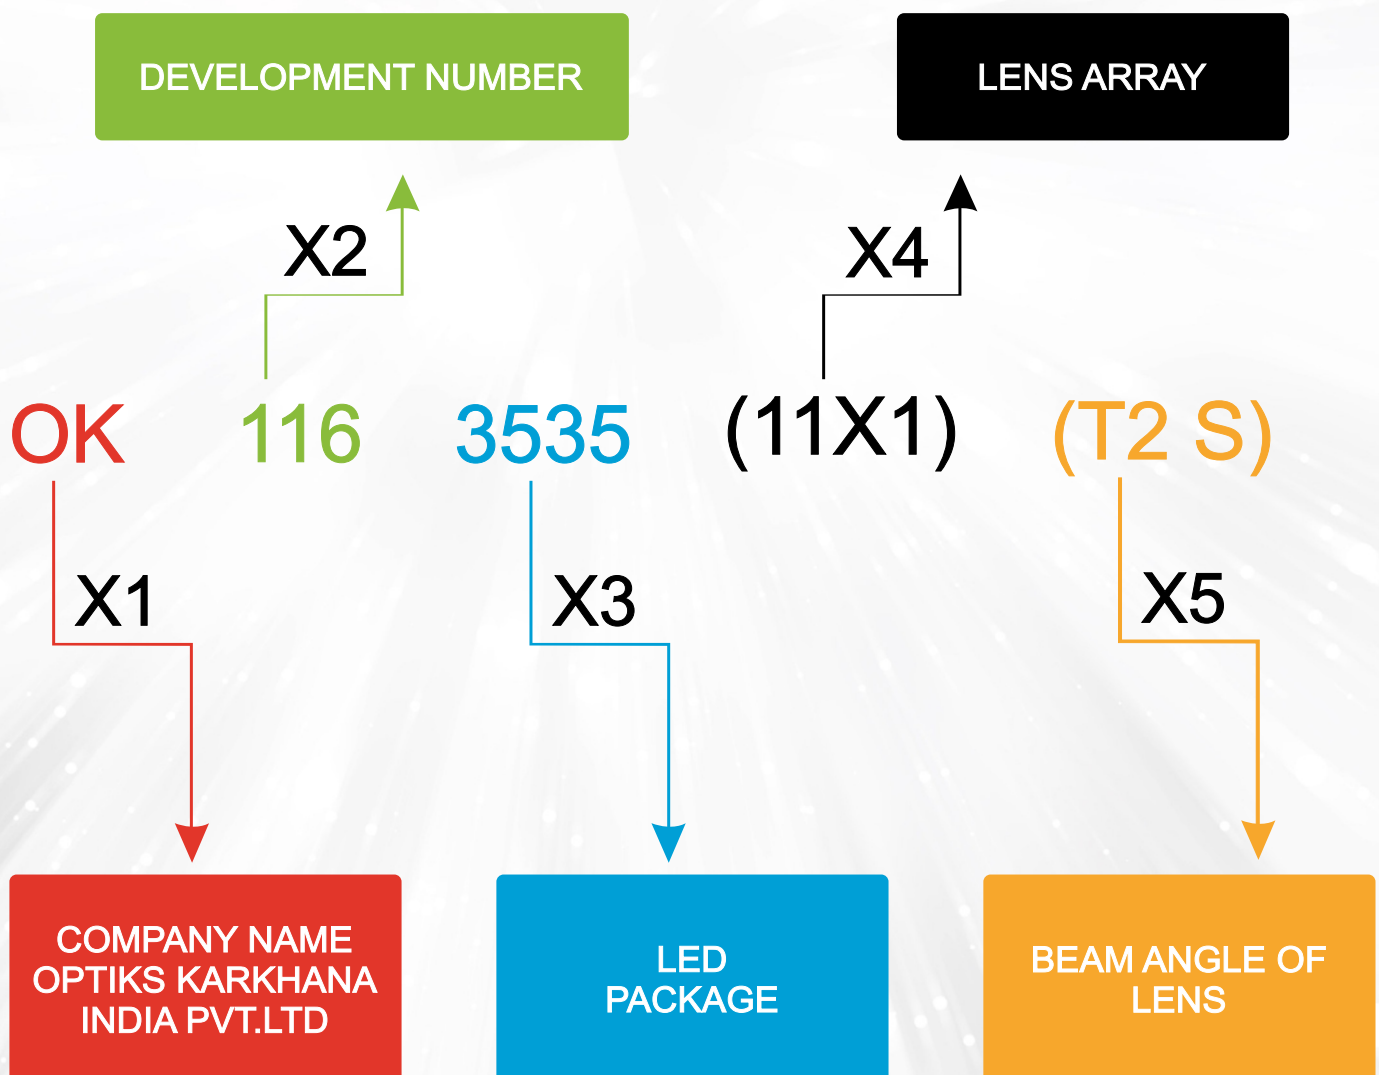 DEVELOPMENT NUMBER
LENS ARRAY
X2
X4
OK 116 3535 (11X1) (T2 S)
X1
X3
X5
COMPANY NAME
OPTIKS KARKHANA
INDIA PVT.LTD
LED
PACKAGE
BEAM ANGLE OF
LENS